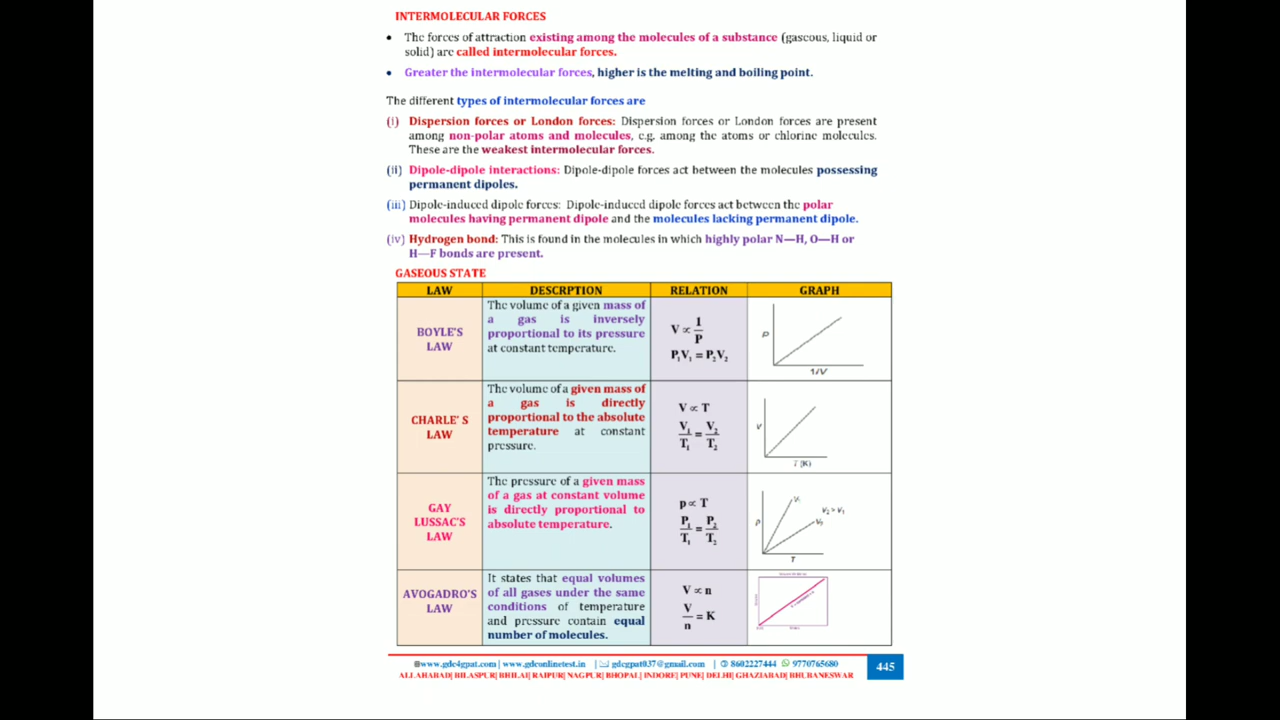 INTERMOLECULAR FORCES
• The forces of attraction existing among the molecules of a substance (gaseous, liquid or
solid) are called intermolecular forces.
• Greater the intermolecular forces, higher is the melting and boiling point.
The different types of intermolecular forces are
(i) Dispersion forces or London forces: Dispersion forces or London forces are present
among non-polar atoms and molecules, e.g. among the atoms or chlorine molecules.
These are the weakest intermolecular forces.
(ii) Dipole-dipole interactions: Dipole-dipole forces act between the molecules possessing
permanent dipoles.
(iii) Dipole-induced dipole forces: Dipole-induced dipole forces act between the polar
molecules having permanent dipole and the molecules lacking permanent dipole.
(iv) Hydrogen bond: This is found in the molecules in which highly polar N—H, O—H or
H—F bonds are present.
GASEOUS STATE
LAW DESCRPTION RELATION GRAPH
BOYLE'S
LAW
The volume of a given mass of
a gas is inversely
proportional to its pressure
at constant temperature.
V ∝ 1/P
P₁V₁ = P₂V₂
P
1/V
CHARLE' S
LAW
The volume of a given mass of
a gas is directly
proportional to the absolute
temperature at constant
pressure.
V ∝ T
V₁/T₁ = V₂/T₂
V
T (K)
GAY
LUSSAC'S
LAW
The pressure of a given mass
of a gas at constant volume
is directly proportional to
absolute temperature.
p ∝ T
P₁/T₁ = P₂/T₂
V₁
V₂ > V₁
V₂
P
T
AVOGADRO'S
LAW
It states that equal volumes
of all gases under the same
conditions of temperature
and pressure contain equal
number of molecules.
V ∝ n
V/n = K
www.gdc4gpat.com | www.gdconlinetest.in | gdcgpat037@gmail.com | 8602227444 9770765680
445
ALLAHABAD| BILASPUR| BHILAI| RAIPUR| NAGPUR| BHOPAL| INDORE| PUNE| DELHI| GHAZIABAD| BHUBANESWAR